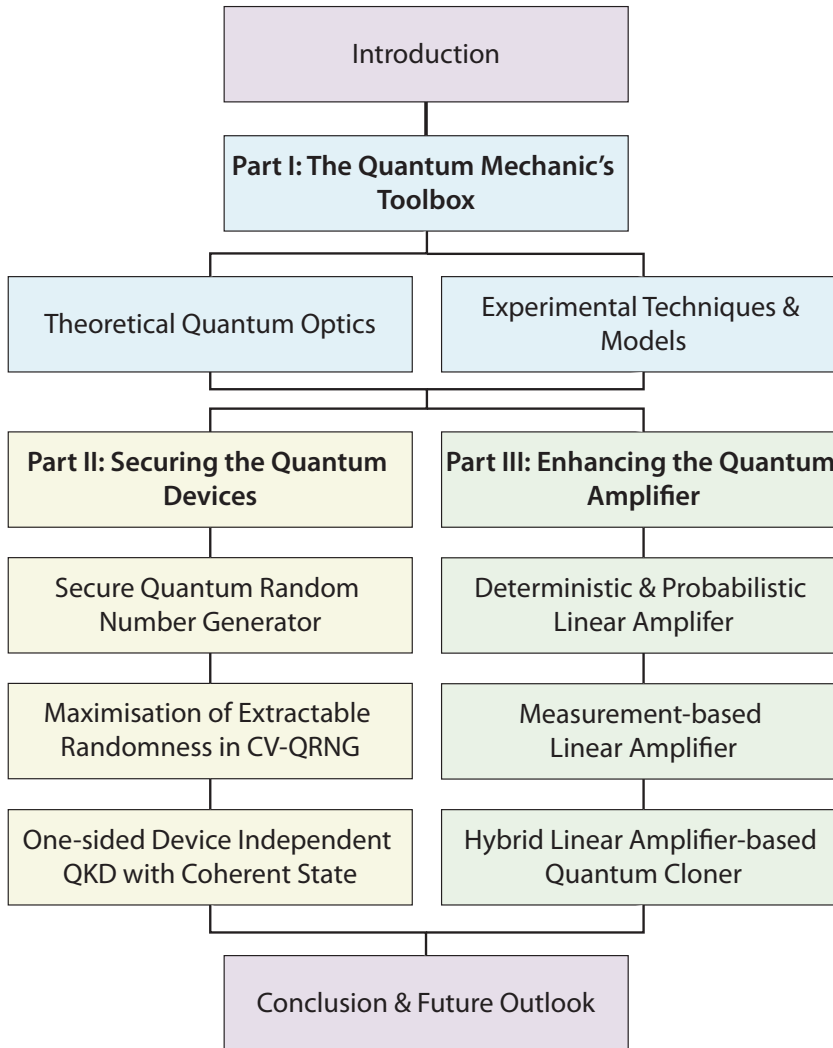 Introduction
Part I: The Quantum Mechanic's
Toolbox
Theoretical Quantum Optics
Experimental Techniques &
Models
Part II: Securing the Quantum
Devices
Part III: Enhancing the Quantum
Amplifier
Secure Quantum Random
Number Generator
Deterministic & Probabilistic
Linear Amplifer
Maximisation of Extractable
Randomness in CV-QRNG
Measurement-based
Linear Amplifier
One-sided Device Independent
QKD with Coherent State
Hybrid Linear Amplifier-based
Quantum Cloner
Conclusion & Future Outlook